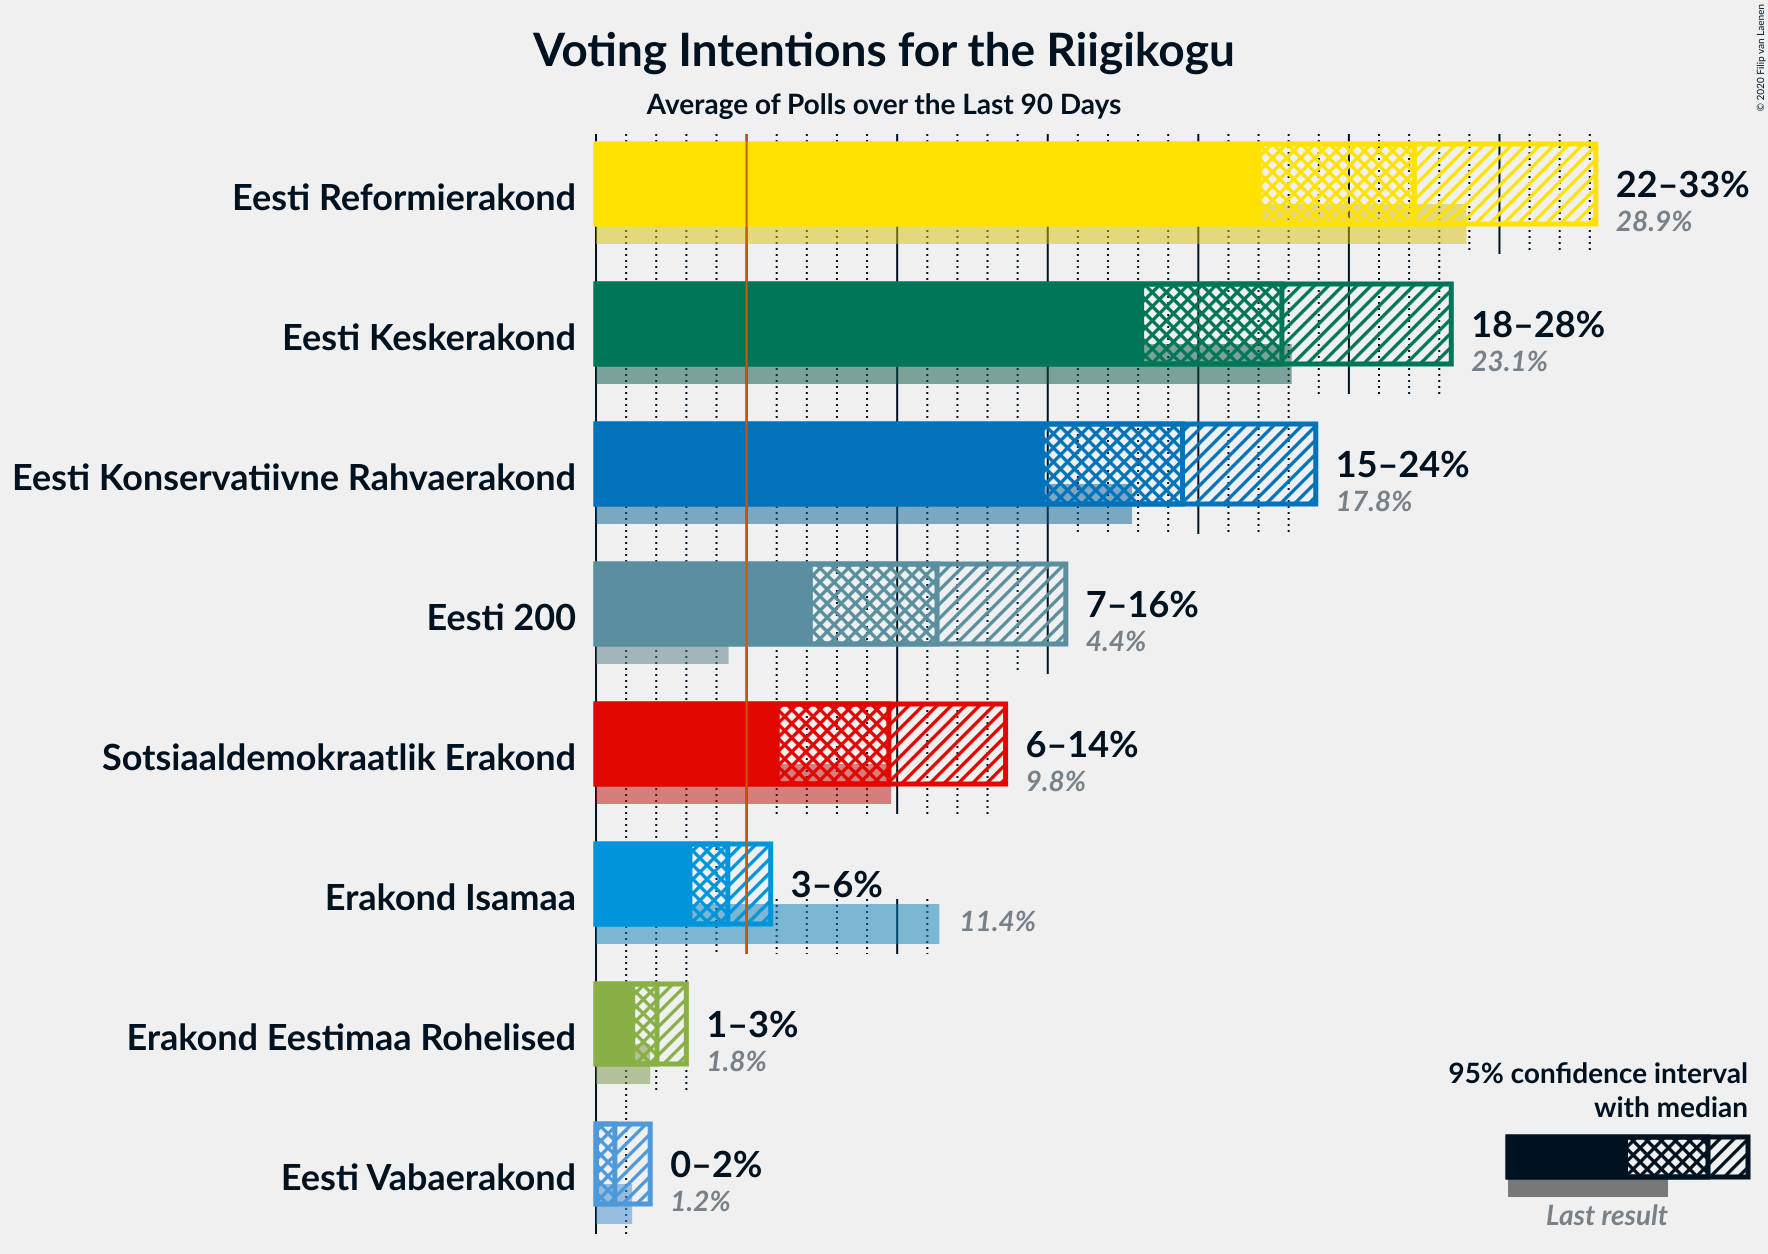 Voting Intentions for the Riigikogu
Average of Polls over the Last 90 Days
© 2020 Filip van Laenen
Eesti Reformierakond
22–33%
28.9%
Eesti Keskerakond
18–28%
23.1%
Eesti Konservatiivne Rahvaerakond
15–24%
17.8%
Eesti 200
7–16%
4.4%
Sotsiaaldemokraatlik Erakond
6–14%
9.8%
Erakond Isamaa
3–6%
11.4%
Erakond Eestimaa Rohelised
1–3%
1.8%
Eesti Vabaerakond
0–2%
1.2%
95% confidence interval
with median
Last result